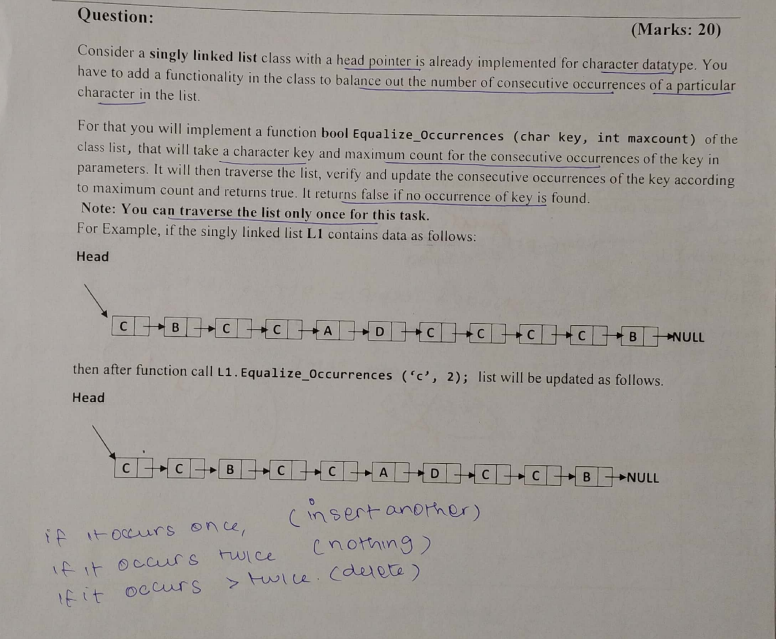 Question:
(Marks: 20)
Consider a singly linked list class with a head pointer is already implemented for character datatype. You
have to add a functionality in the class to balance out the number of consecutive occurrences of a particular
character in the list.
For that you will implement a function bool Equalize_Occurrences (char key, int maxcount) of the
class list, that will take a character key and maximum count for the consecutive occurrences of the key in
parameters. It will then traverse the list, verify and update the consecutive occurrences of the key according
to maximum count and returns true. It returns false if no occurrence of key is found.
Note: You can traverse the list only once for this task.
For Example, if the singly linked list L1 contains data as follows:
Head
C B C C A D C C C C B NULL
then after function call L1.Equalize_Occurrences (‘c’, 2); list will be updated as follows.
Head
C C B C C A D C C B NULL
if it occurs once, (insert another)
if it occurs twice (nothing)
if it occurs > twice. (delete)